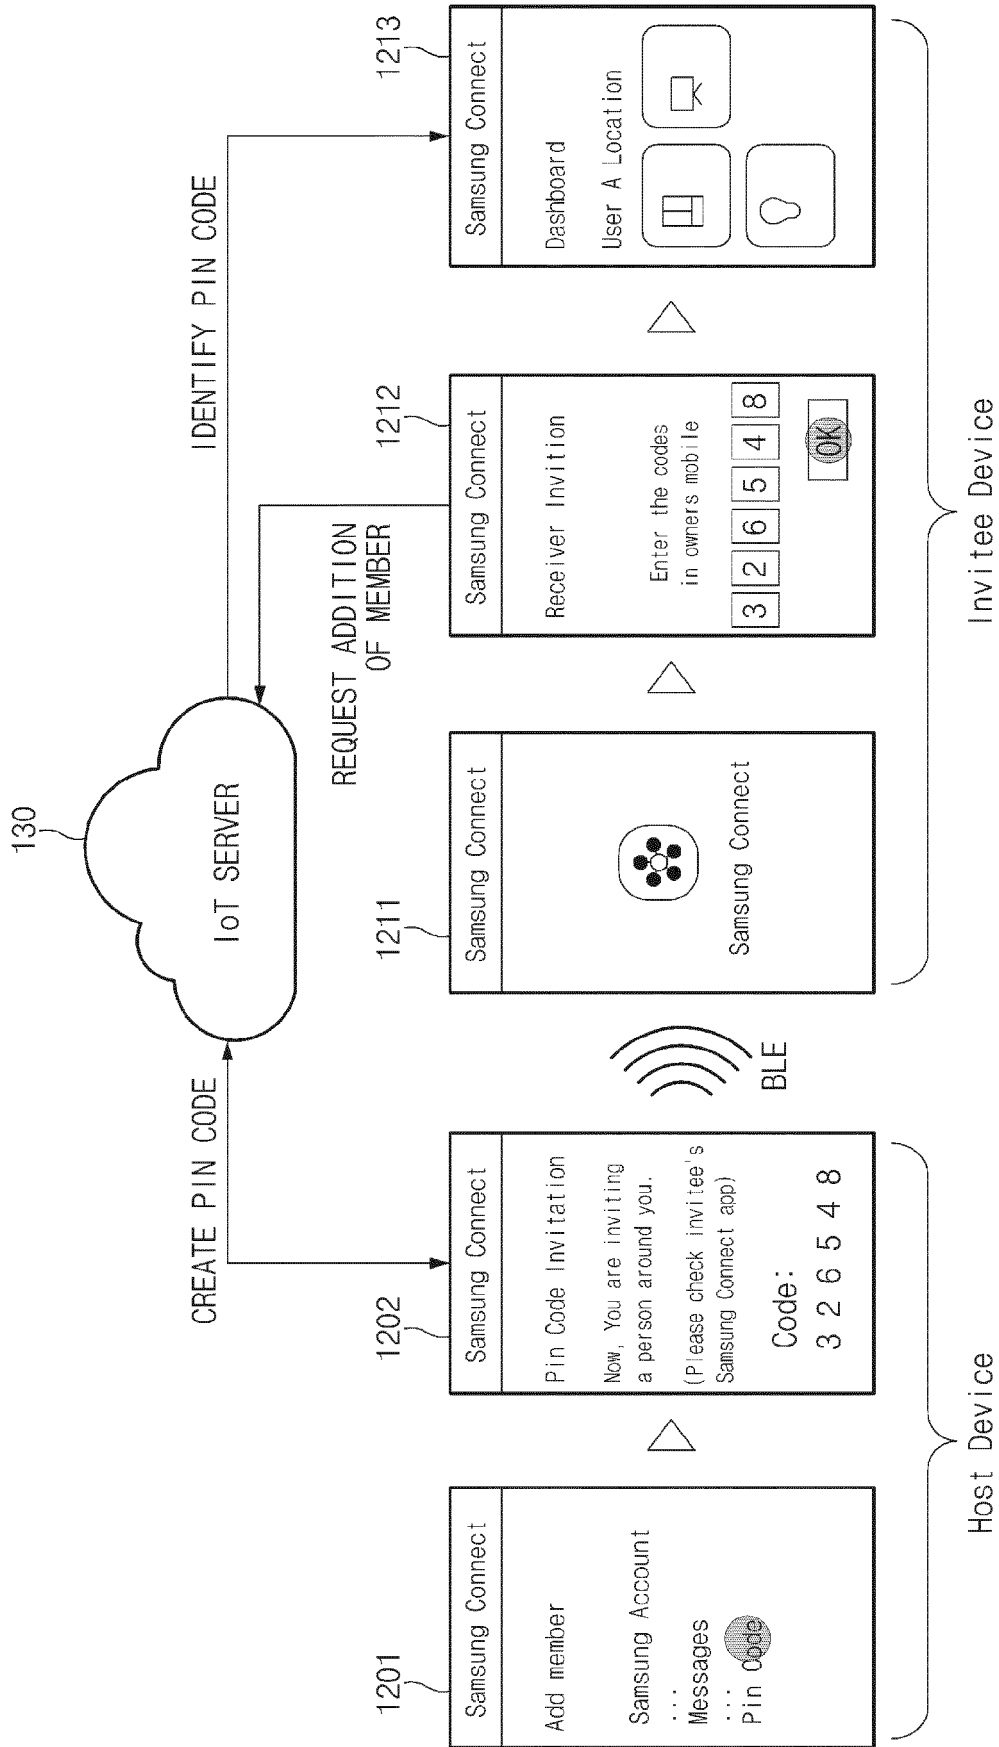 130
IoT SERVER
CREATE PIN CODE
REQUEST ADDITION
OF MEMBER
IDENTIFY PIN CODE
1201
Samsung Connect
Add member
Samsung Account
...
Messages
...
Pin Code
1202
Samsung Connect
Pin Code Invitation
Now, You are inviting
a person around you.
(Please check invitee's
Samsung Connect app)
Code:
3 2 6 5 4 8
BLE
1211
Samsung Connect
Samsung Connect
1212
Samsung Connect
Receiver Invition
Enter the codes
in owners mobile
3 2 6 5 4 8
OK
1213
Samsung Connect
Dashboard
User A Location
Host Device
Invitee Device